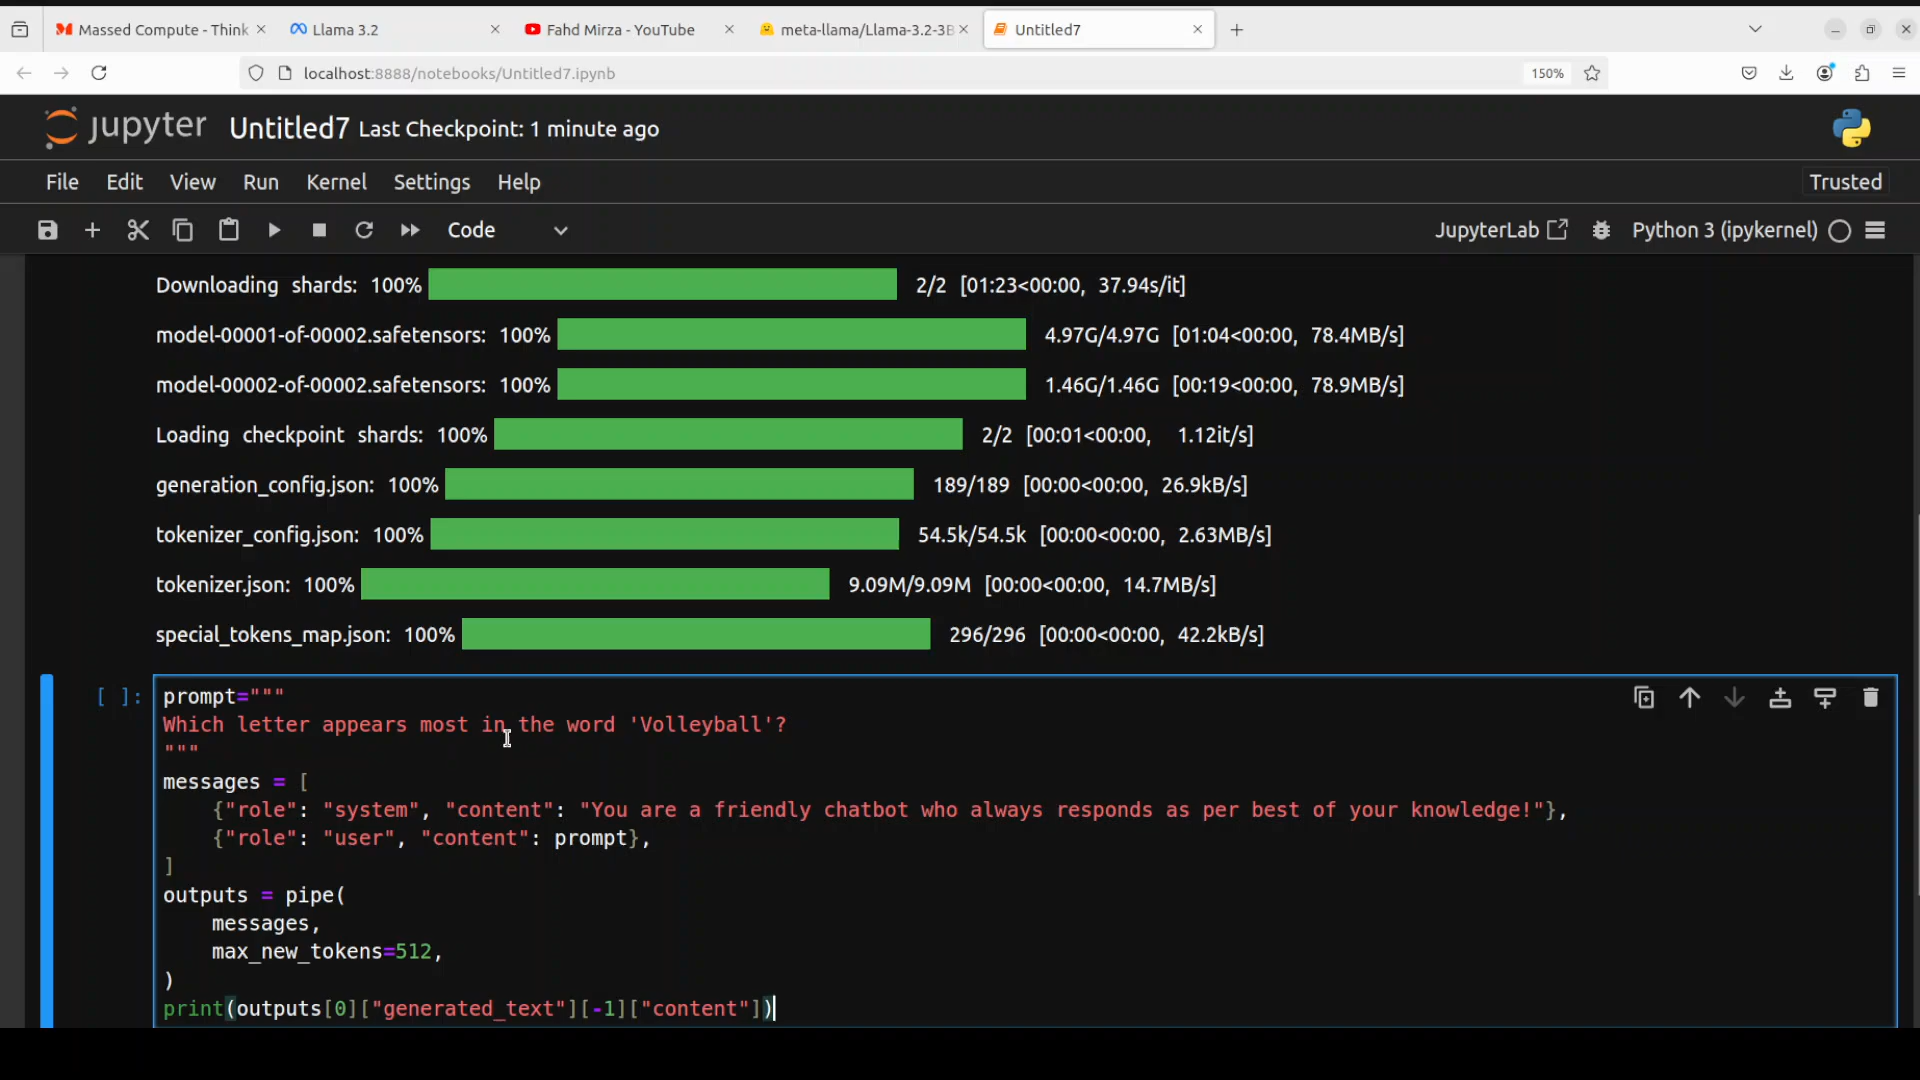 Massed Compute - Think
Llama 3.2
Fahd Mirza - YouTube
meta-llama/Llama-3.2-3B
Untitled7
localhost:8888/notebooks/Untitled7.ipynb
150%
jupyter Untitled7 Last Checkpoint: 1 minute ago
File Edit View Run Kernel Settings Help Trusted
Code JupyterLab Python 3 (ipykernel)
Downloading shards: 100% 2/2 [01:23<00:00, 37.94s/it]
model-00001-of-00002.safetensors: 100% 4.97G/4.97G [01:04<00:00, 78.4MB/s]
model-00002-of-00002.safetensors: 100% 1.46G/1.46G [00:19<00:00, 78.9MB/s]
Loading checkpoint shards: 100% 2/2 [00:01<00:00, 1.12it/s]
generation_config.json: 100% 189/189 [00:00<00:00, 26.9kB/s]
tokenizer_config.json: 100% 54.5k/54.5k [00:00<00:00, 2.63MB/s]
tokenizer.json: 100% 9.09M/9.09M [00:00<00:00, 14.7MB/s]
special_tokens_map.json: 100% 296/296 [00:00<00:00, 42.2kB/s]
[ ]: prompt="""
Which letter appears most in the word 'Volleyball'?
"""
messages = [
    {"role": "system", "content": "You are a friendly chatbot who always responds as per best of your knowledge!"},
    {"role": "user", "content": prompt},
]
outputs = pipe(
    messages,
    max_new_tokens=512,
)
print(outputs[0]["generated_text"][-1]["content"])